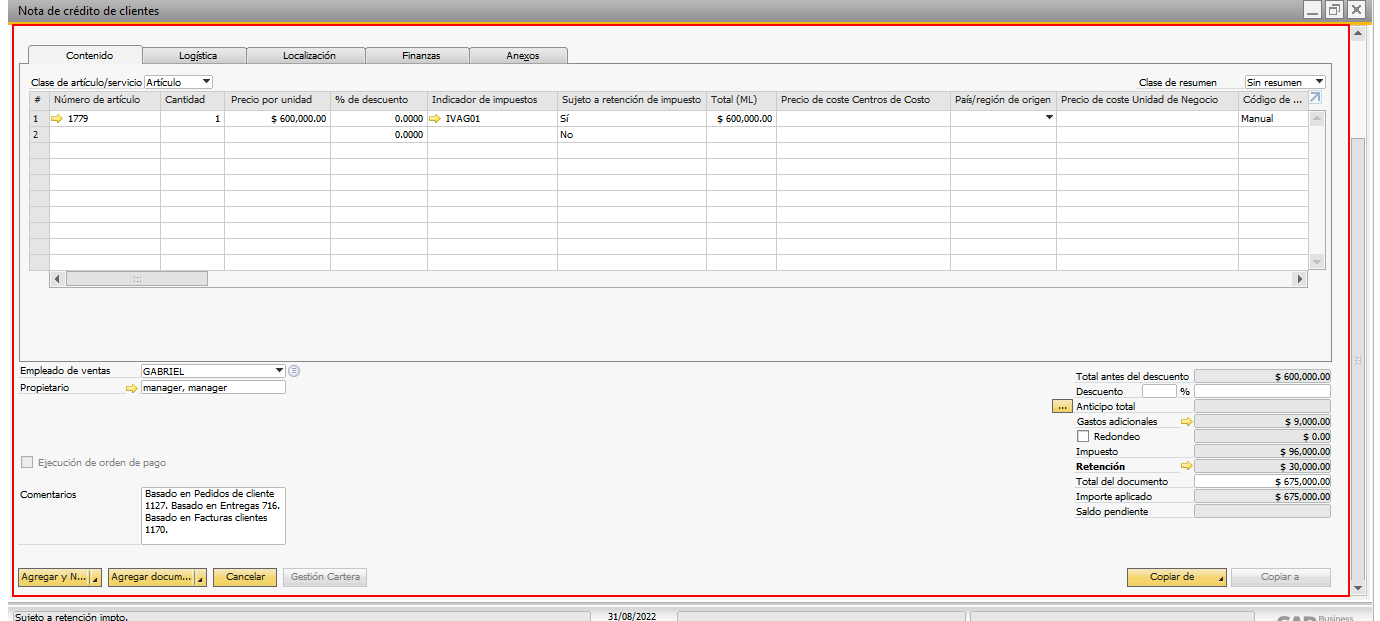 Nota de crédito de clientes
Contenido Logística Localización Finanzas Anexos
Clase de artículo/servicio Artículo Clase de resumen Sin resumen
# Número de artículo Cantidad Precio por unidad % de descuento Indicador de impuestos Sujeto a retención de impuesto Total (ML) Precio de coste Centros de Costo País/región de origen Precio de coste Unidad de Negocio Código de ...
1 1779 1 $ 600,000.00 0.0000 IVAG01 Sí $ 600,000.00 Manual
2 0.0000 No
Empleado de ventas GABRIEL
Propietario manager, manager
Total antes del descuento $ 600,000.00
Descuento %
... Anticipo total
Gastos adicionales $ 9,000.00
Redondeo $ 0.00
Impuesto $ 96,000.00
Retención $ 30,000.00
Total del documento $ 675,000.00
Importe aplicado $ 675,000.00
Saldo pendiente
Ejecución de orden de pago
Comentarios
Basado en Pedidos de cliente
1127. Basado en Entregas 716.
Basado en Facturas clientes
1170.
Agregar y N... Agregar docum... Cancelar Gestión Cartera Copiar de Copiar a
Sujeto a retención impto. 31/08/2022 SAP Business